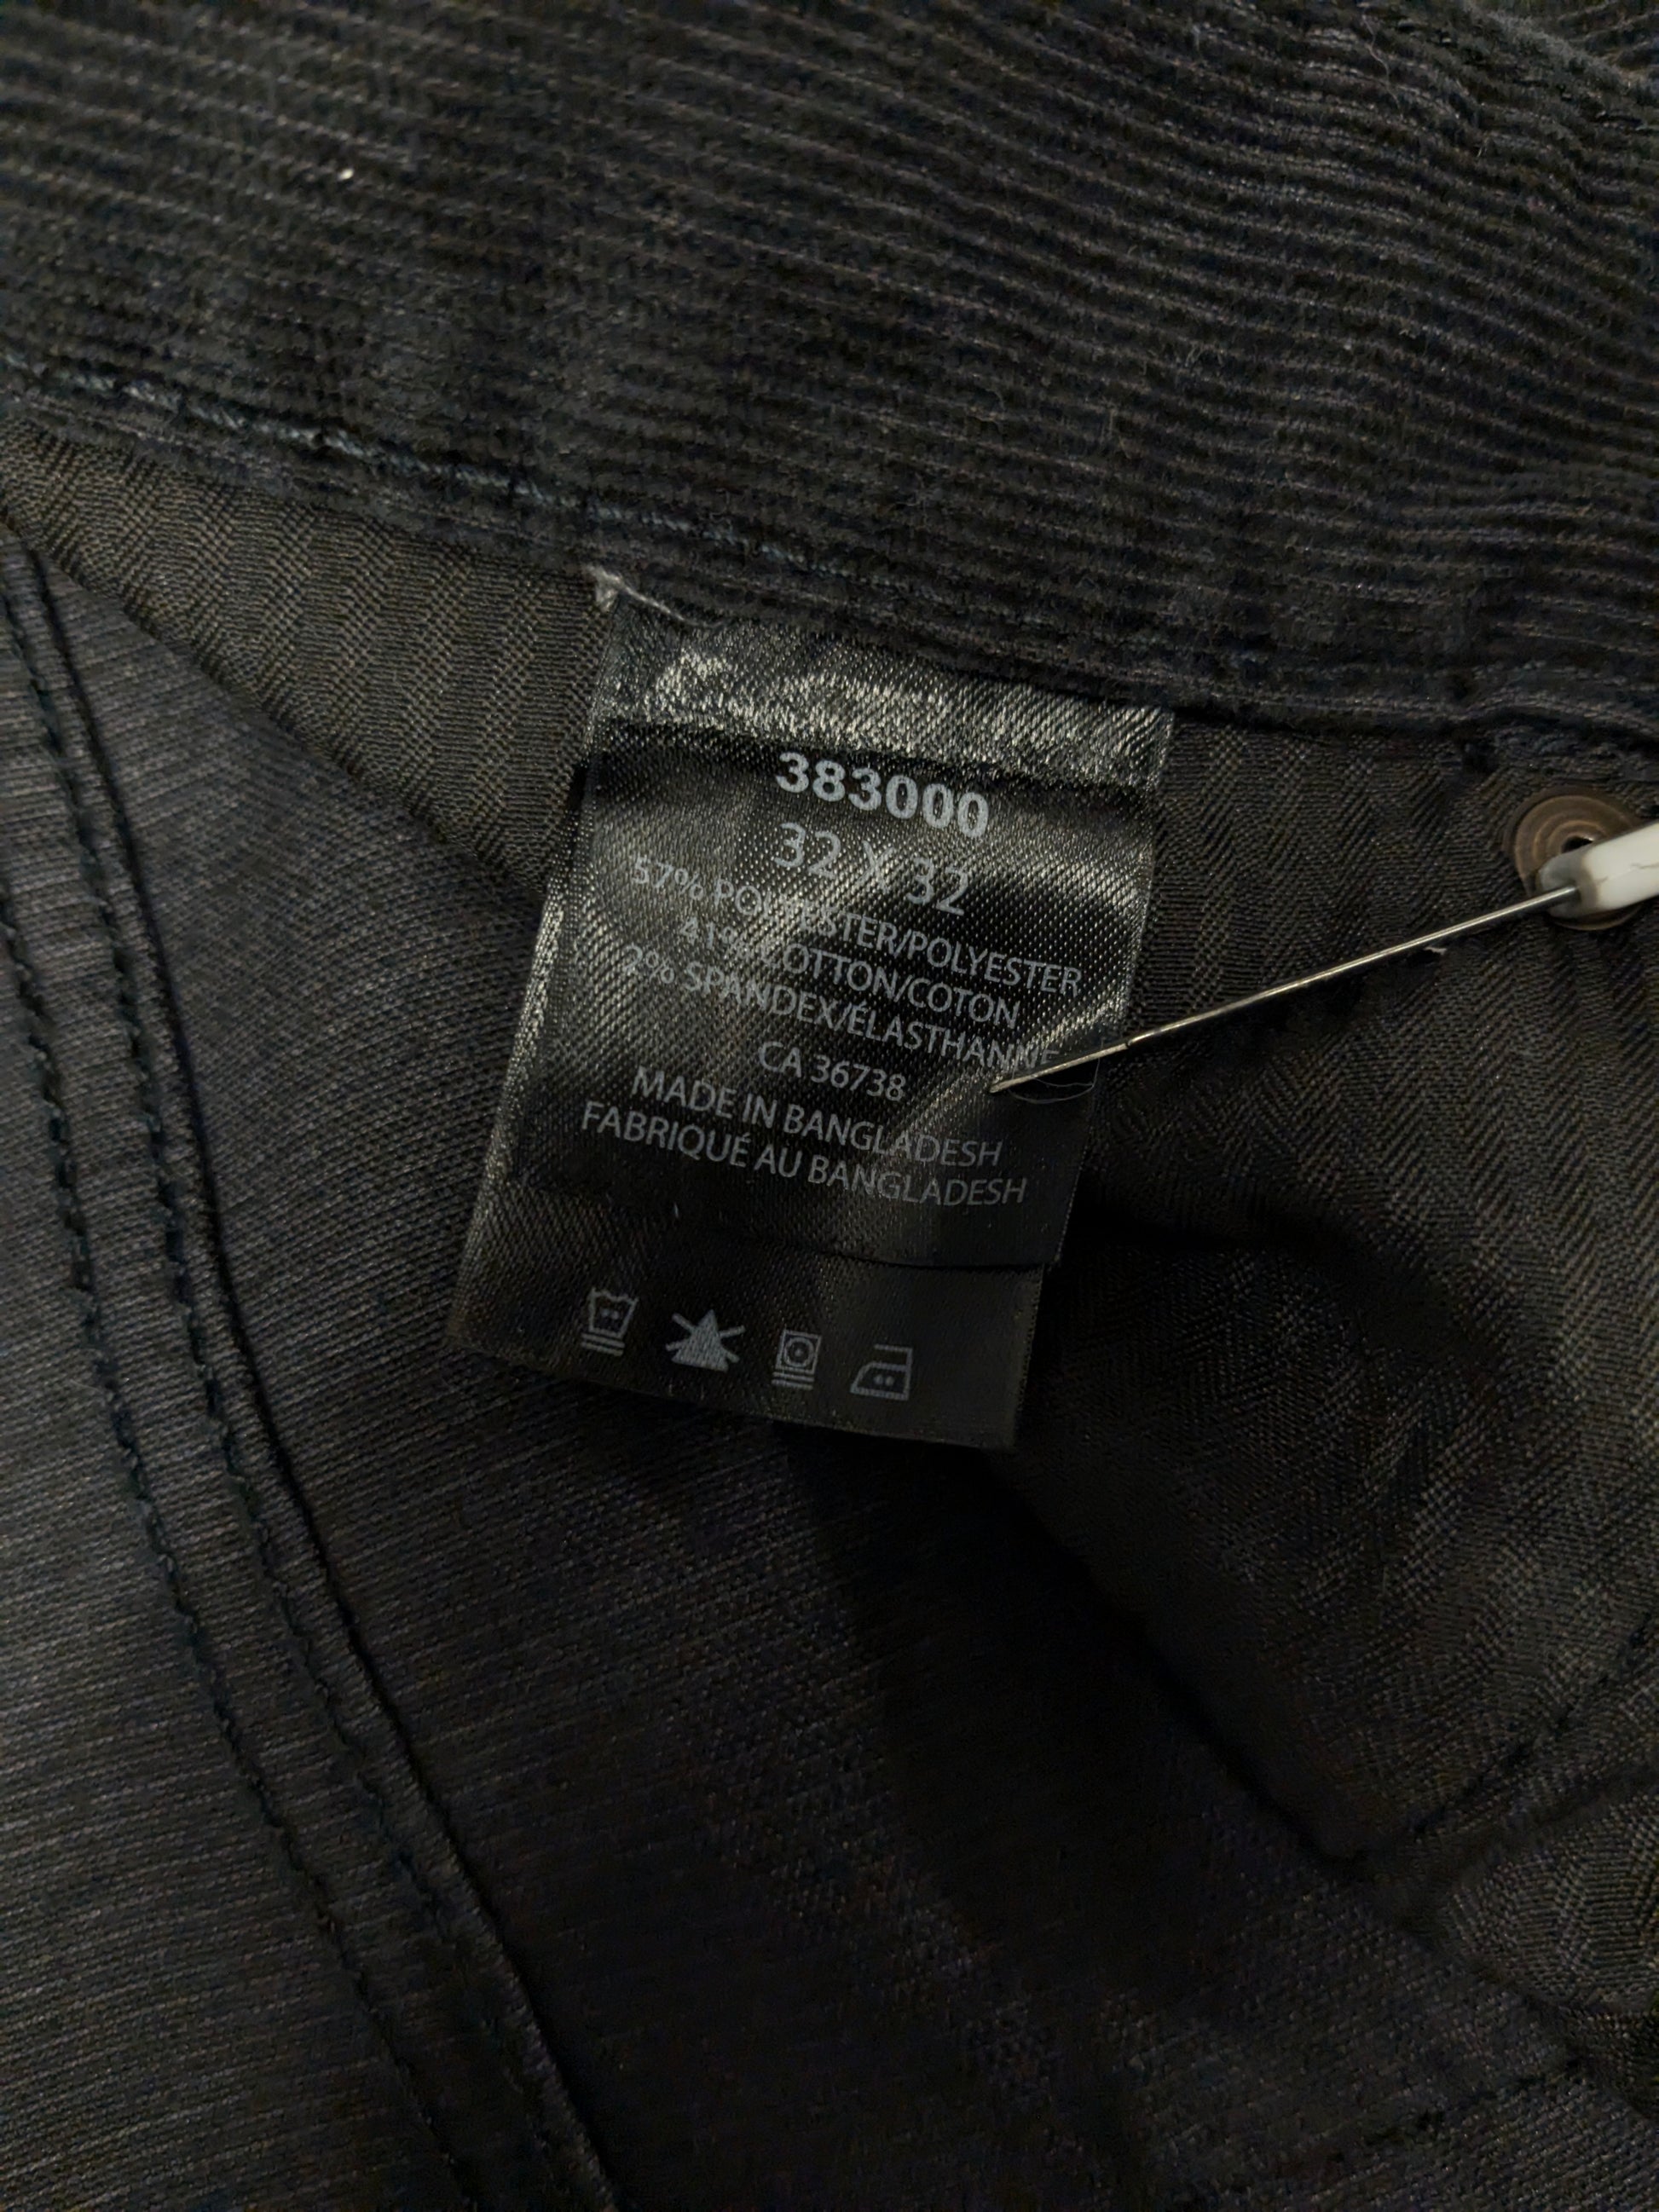 383000
32 X 32
57% POLYESTER/POLYESTER
41% COTTON/COTON
2% SPANDEX/ÉLASTHANNE
CA 36738
MADE IN BANGLADESH
FABRIQUÉ AU BANGLADESH